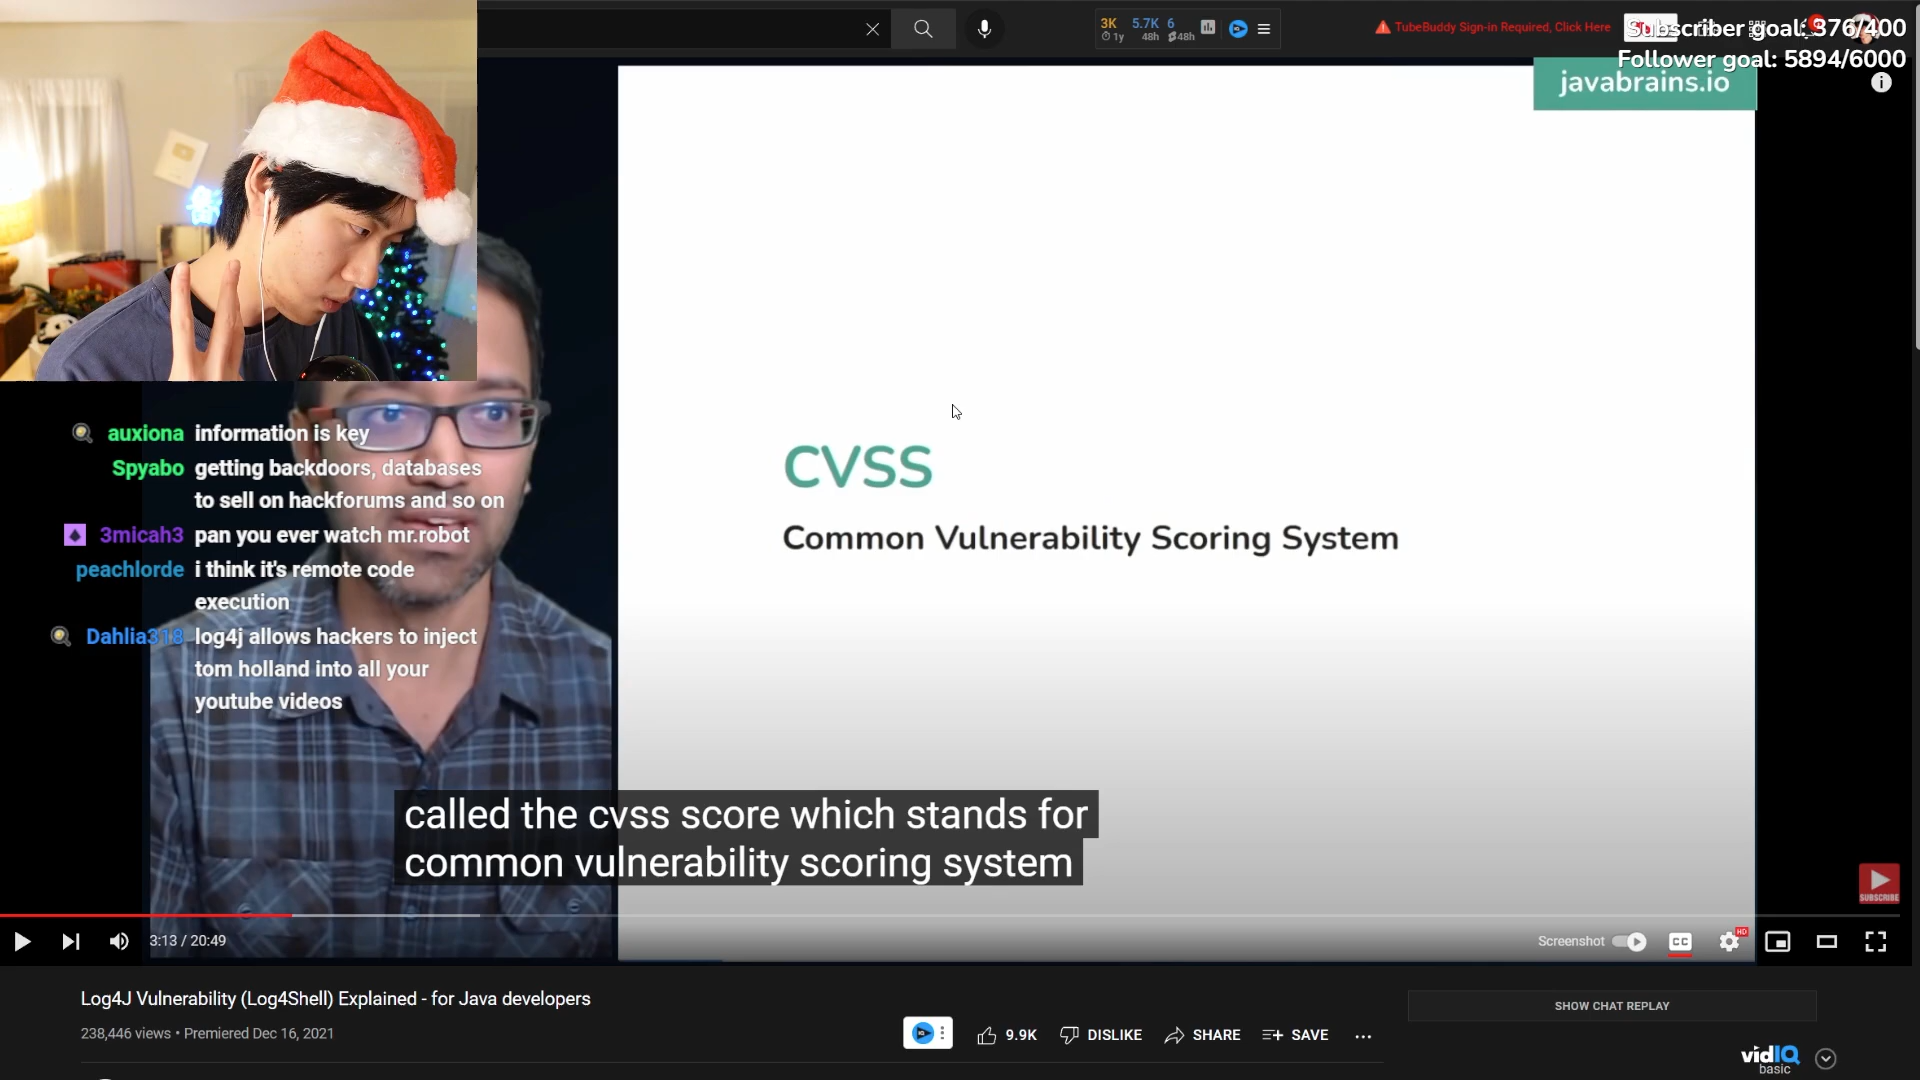 3K 5.7K 6
1y 48h 48h
TubeBuddy Sign-in Required, Click Here
Subscriber goal: 376/400
Follower goal: 5894/6000
javabrains.io
auxiona information is key
Spyabo getting backdoors, databases
to sell on hackforums and so on
3micah3 pan you ever watch mr.robot
peachlorde i think it's remote code
execution
Dahlia318 log4j allows hackers to inject
tom holland into all your
youtube videos
CVSS
Common Vulnerability Scoring System
called the cvss score which stands for
common vulnerability scoring system
SUBSCRIBE
3:13 / 20:49
Screenshot
CC
HD
Log4J Vulnerability (Log4Shell) Explained - for Java developers
238,446 views • Premiered Dec 16, 2021
9.9K
DISLIKE
SHARE
SAVE
SHOW CHAT REPLAY
vidIQ
basic